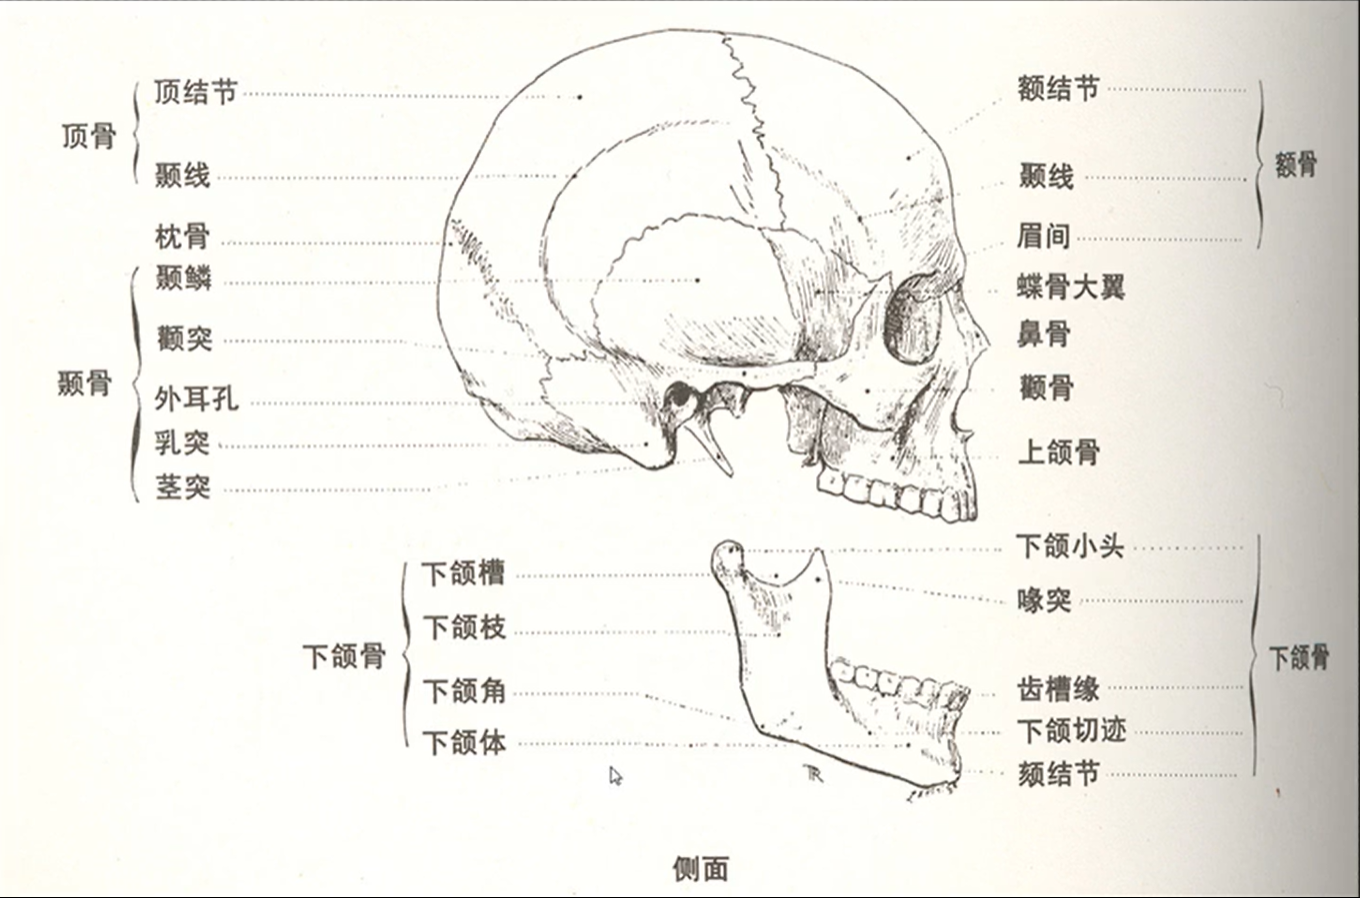 顶结节
顶骨
颞线
枕骨
颞鳞
颧突
颞骨
外耳孔
乳突
茎突
额结节
颞线
额骨
眉间
蝶骨大翼
鼻骨
颧骨
上颌骨
下颌槽
下颌枝
下颌骨
下颌角
下颌体
下颌小头
喙突
下颌骨
齿槽缘
下颌切迹
颏结节
侧面